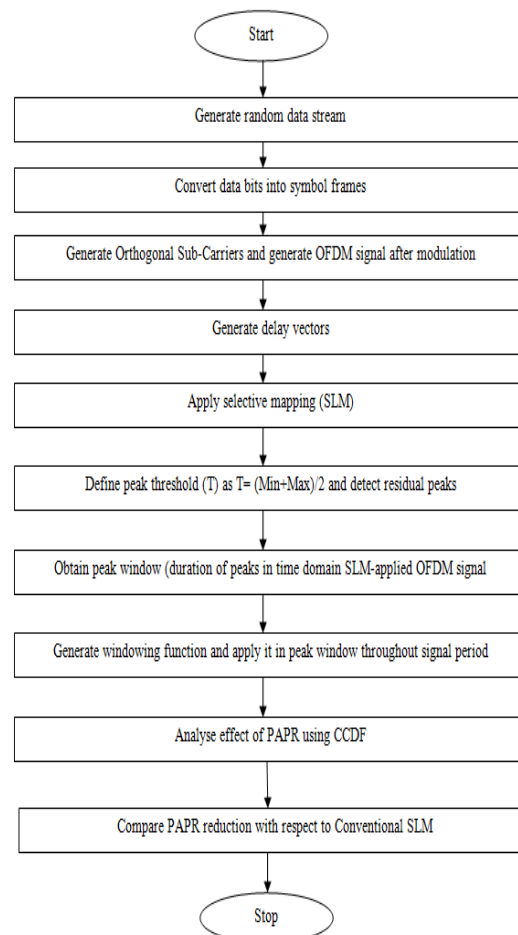 Start
Generate random data stream
Convert data bits into symbol frames
Generate Orthogonal Sub-Carriers and generate OFDM signal after modulation
Generate delay vectors
Apply selective mapping (SLM)
Define peak threshold (T) as T= (Min+Max)/2 and detect residual peaks
Obtain peak window (duration of peaks in time domain SLM-applied OFDM signal
Generate windowing function and apply it in peak window throughout signal period
Analyse effect of PAPR using CCDF
Compare PAPR reduction with respect to Conventional SLM
Stop